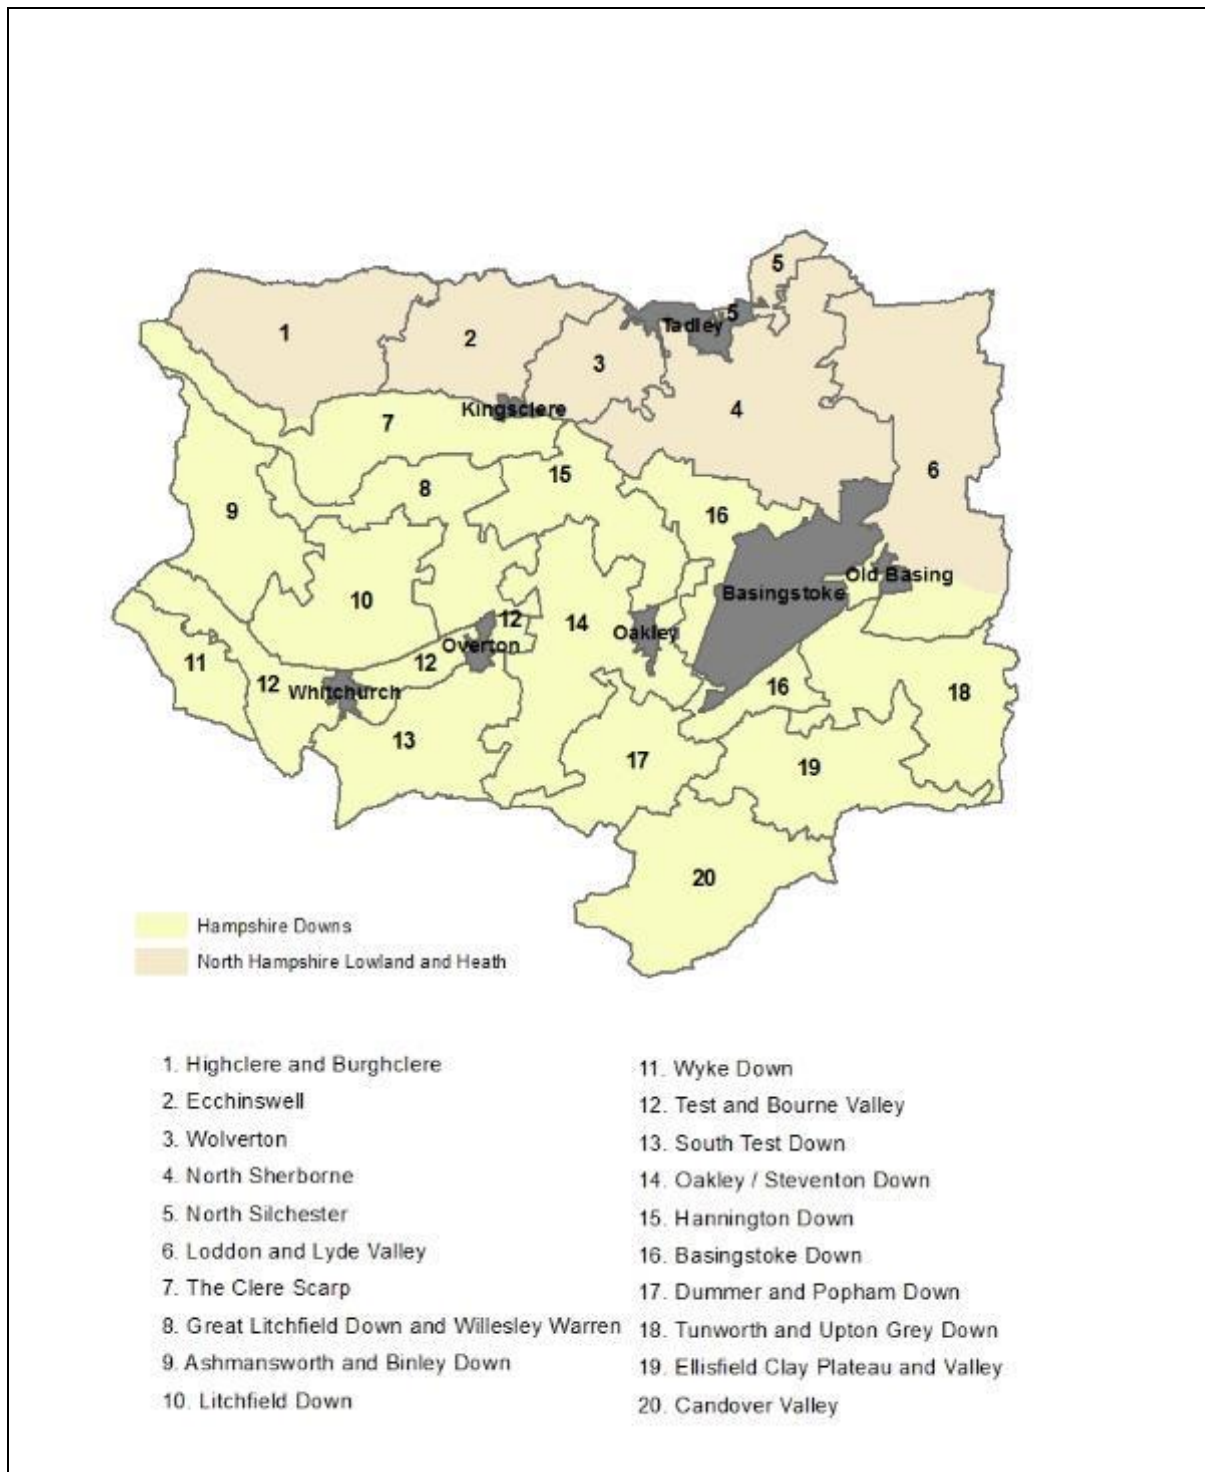 5
Tadley
5
1
2
3
Kingsclere
4
7
15
6
8
9
16
Old Basing
Basingstoke
10
12
14
Oakley
Overton
11
12
12
Whitchurch
16
18
13
17
19
20
Hampshire Downs
North Hampshire Lowland and Heath
1. Highclere and Burghclere
2. Ecchinswell
3. Wolverton
4. North Sherborne
5. North Silchester
6. Loddon and Lyde Valley
7. The Clere Scarp
8. Great Litchfield Down and Willesley Warren
9. Ashmansworth and Binley Down
10. Litchfield Down
11. Wyke Down
12. Test and Bourne Valley
13. South Test Down
14. Oakley / Steventon Down
15. Hannington Down
16. Basingstoke Down
17. Dummer and Popham Down
18. Tunworth and Upton Grey Down
19. Ellisfield Clay Plateau and Valley
20. Candover Valley